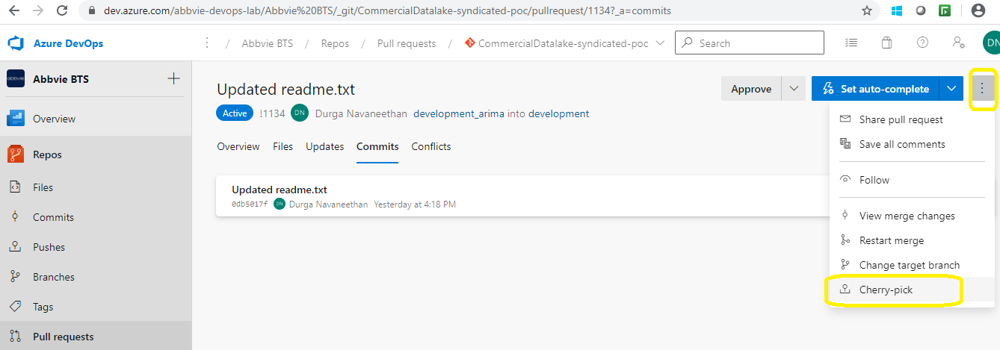 dev.azure.com/abbvie-devops-lab/Abbvie%20BTS/_git/CommercialDatalake-syndicated-poc/pullrequest/1134?_a=commits
Azure DevOps / Abbvie BTS / Repos / Pull requests / CommercialDatalake-syndicated-poc Search DN
abbvie Abbvie BTS
Overview
Repos
Files
Commits
Pushes
Branches
Tags
Pull requests
Updated readme.txt
Approve Set auto-complete
Active !1134 DN Durga Navaneethan development_arima into development
Overview Files Updates Commits Conflicts
Updated readme.txt
0db5017f DN Durga Navaneethan Yesterday at 4:18 PM
Share pull request
Save all comments
Follow
View merge changes
Restart merge
Change target branch
Cherry-pick